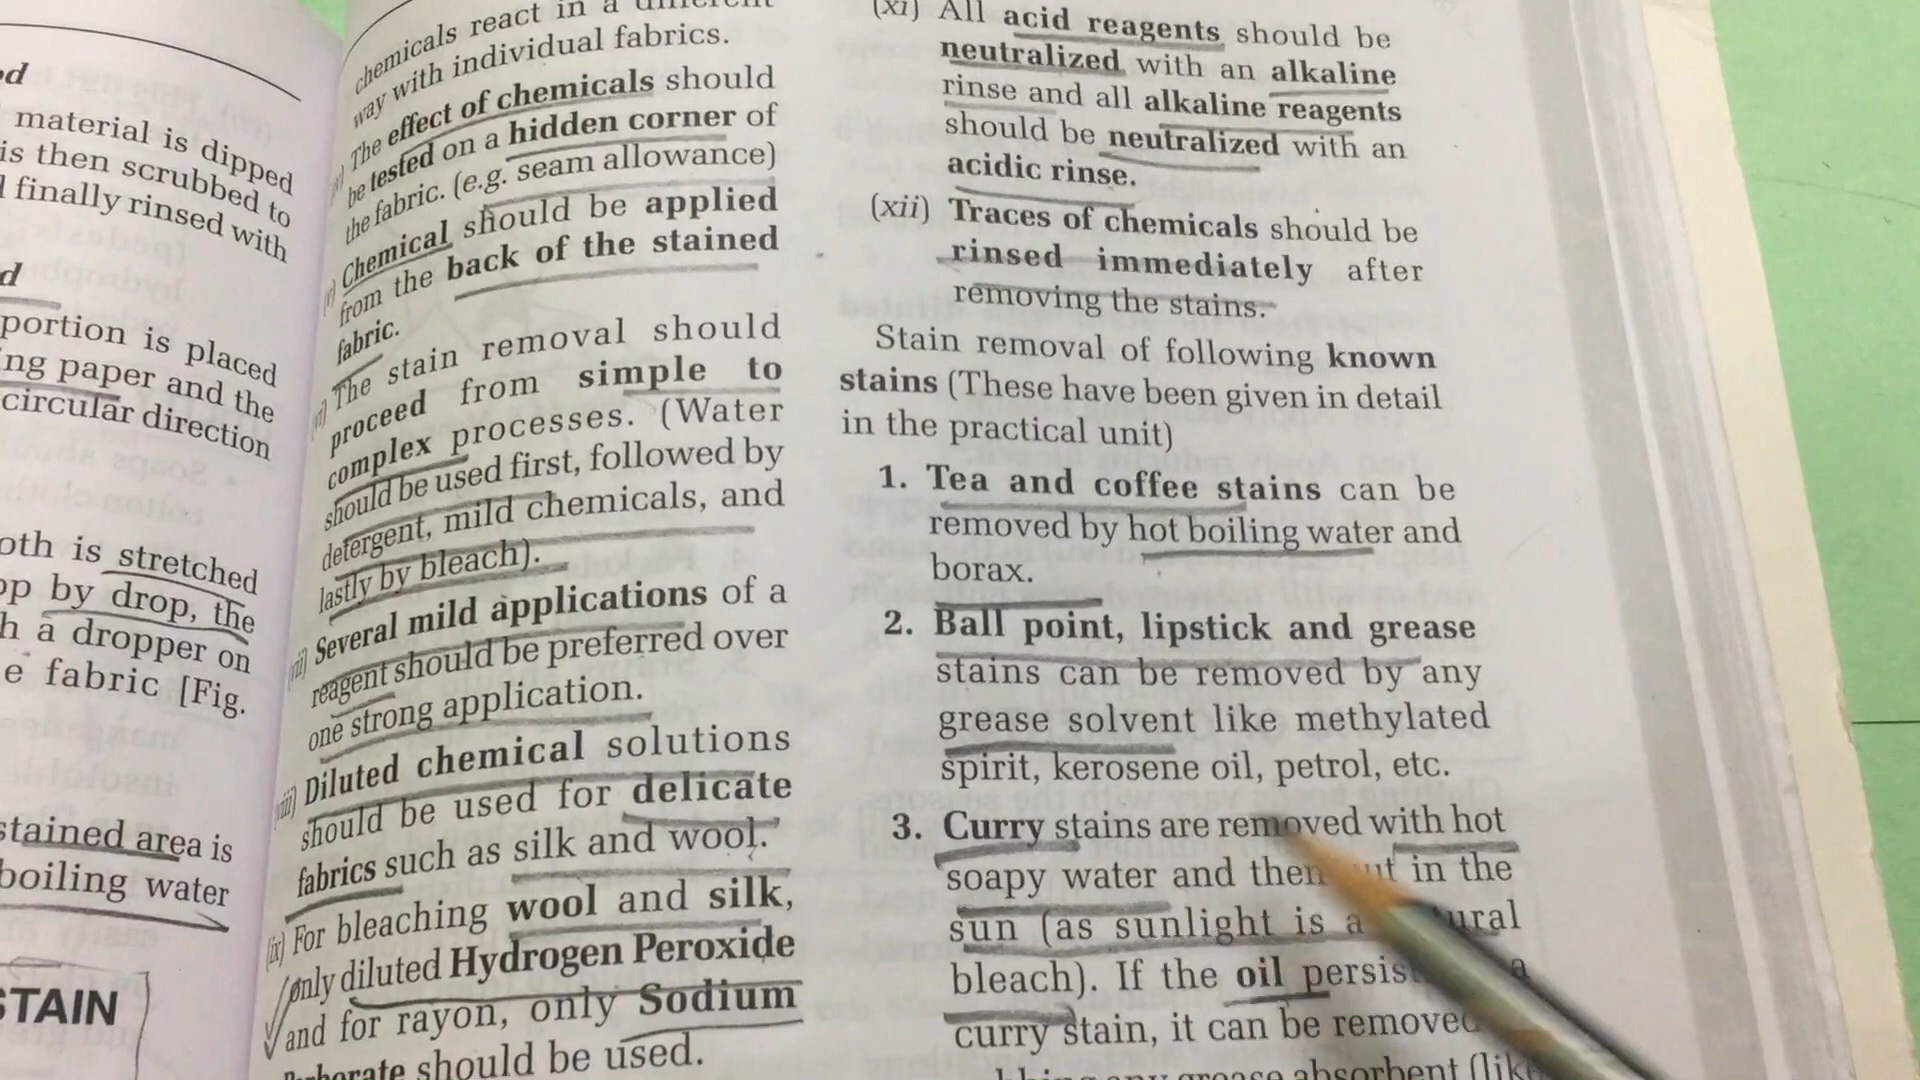 d
material is dipped
is then scrubbed to
finally rinsed with
d
portion is placed
ing paper and the
circular direction
oth is stretched
op by drop, the
h a dropper on
e fabric [Fig.
stained area is
boiling water
STAIN
chemicals react in a different
way with individual fabrics.
The effect of chemicals should
be tested on a hidden corner of
the fabric. (e.g. seam allowance)
Chemical should be applied
from the back of the stained
fabric.
The stain removal should
proceed from simple to
complex processes. (Water
should be used first, followed by
detergent, mild chemicals, and
lastly by bleach).
Several mild applications of a
reagent should be preferred over
one strong application.
(viii) Diluted chemical solutions
should be used for delicate
fabrics such as silk and wool.
(ix) For bleaching wool and silk,
only diluted Hydrogen Peroxide
and for rayon, only Sodium
Perborate should be used.
(xi) All acid reagents should be
neutralized with an alkaline
rinse and all alkaline reagents
should be neutralized with an
acidic rinse.
(xii) Traces of chemicals should be
rinsed immediately after
removing the stains.
Stain removal of following known
stains (These have been given in detail
in the practical unit)
1. Tea and coffee stains can be
removed by hot boiling water and
borax.
2. Ball point, lipstick and grease
stains can be removed by any
grease solvent like methylated
spirit, kerosene oil, petrol, etc.
3. Curry stains are removed with hot
soapy water and then in the
sun (as sunlight is a
bleach). If the oil a
curry stain, it can be removed
any grease absorbent (like